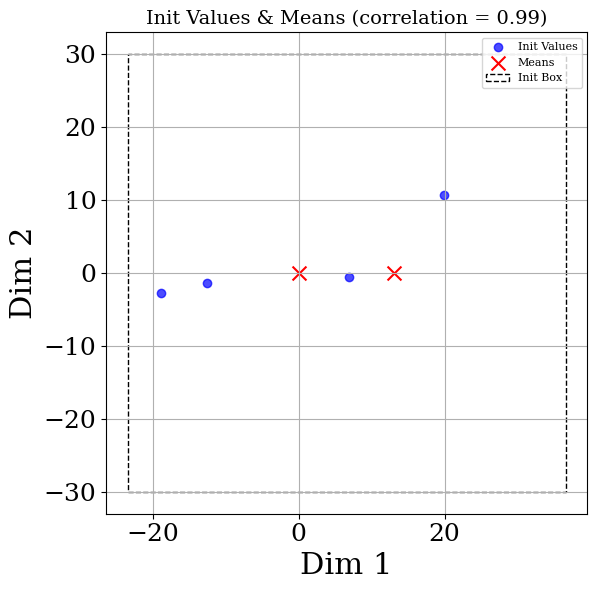 Init Values & Means (correlation = 0.99)
Init Values
Means
Init Box
30
20
10
0
−10
−20
−30
Dim 2
−20
0
20
Dim 1